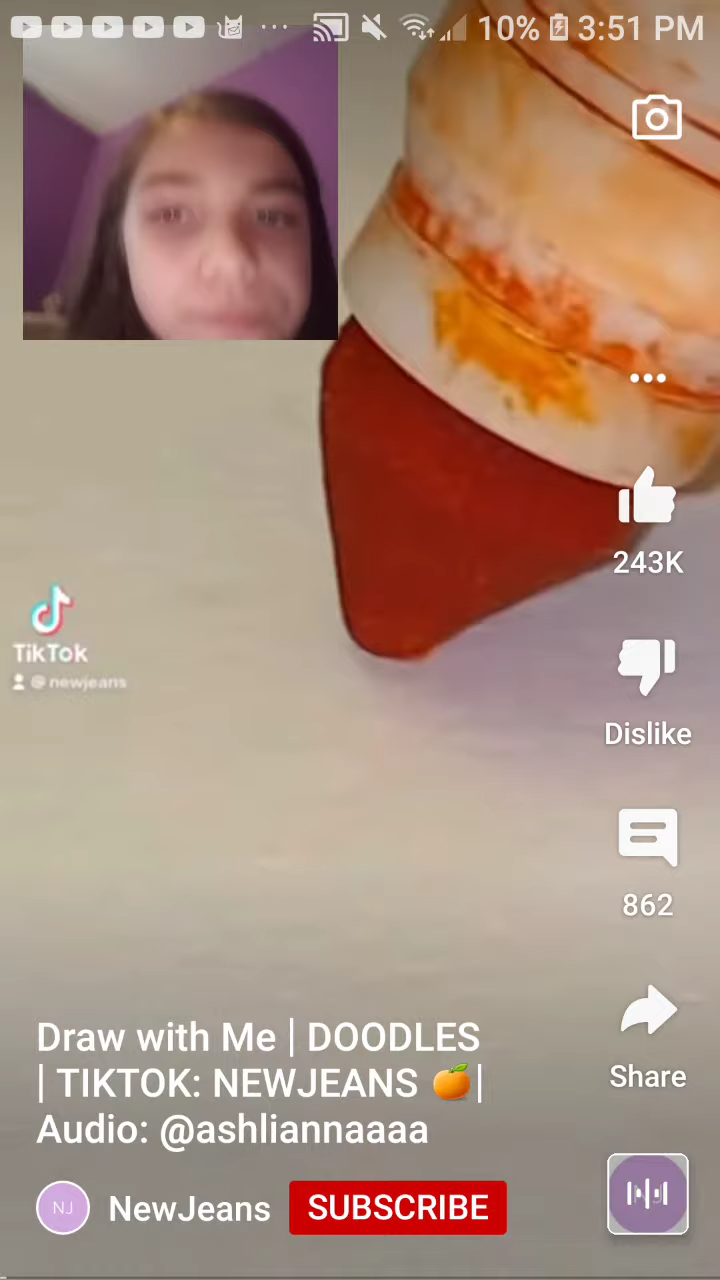 10% 3:51 PM
243K
TikTok
@newjeans
Dislike
862
Draw with Me | DOODLES
| TIKTOK: NEWJEANS 🍊|
Audio: @ashliannaaaa
Share
NJ NewJeans SUBSCRIBE